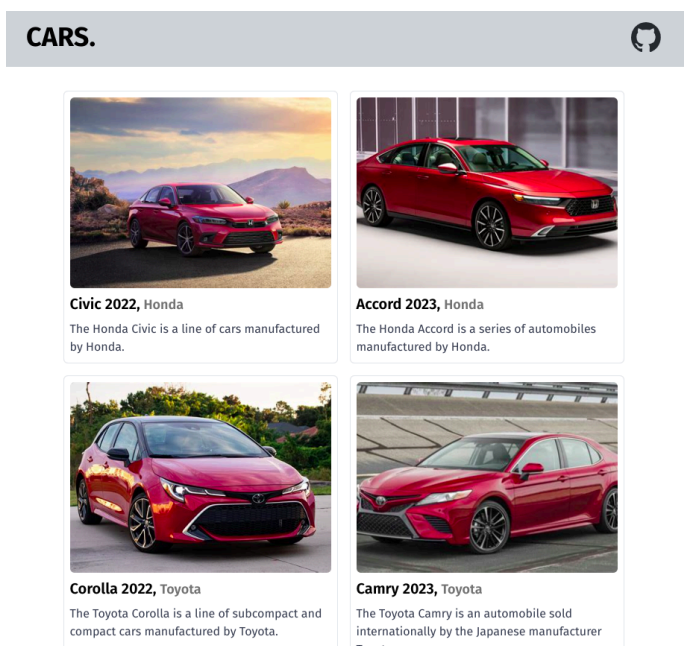 CARS.
Civic 2022, Honda
The Honda Civic is a line of cars manufactured
by Honda.
Accord 2023, Honda
The Honda Accord is a series of automobiles
manufactured by Honda.
Corolla 2022, Toyota
The Toyota Corolla is a line of subcompact and
compact cars manufactured by Toyota.
Camry 2023, Toyota
The Toyota Camry is an automobile sold
internationally by the Japanese manufacturer